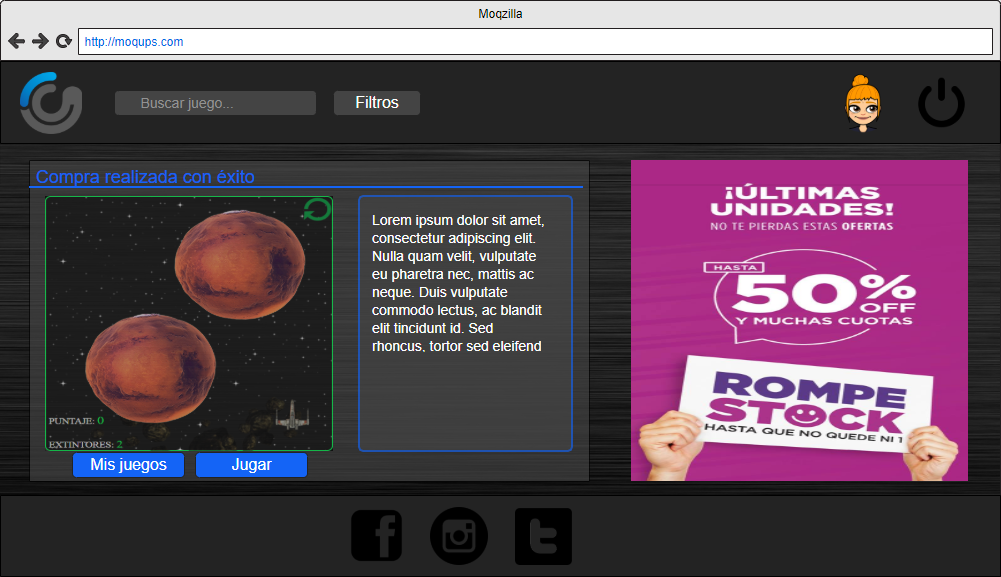 Moqzilla
http://moqups.com
Buscar juego...
Filtros
Compra realizada con éxito
PUNTAJE: 0
EXTINTORES: 2
Mis juegos
Jugar
Lorem ipsum dolor sit amet,
consectetur adipiscing elit.
Nulla quam velit, vulputate
eu pharetra nec, mattis ac
neque. Duis vulputate
commodo lectus, ac blandit
elit tincidunt id. Sed
rhoncus, tortor sed eleifend
¡ÚLTIMAS
UNIDADES!
NO TE PIERDAS ESTAS OFERTAS
HASTA
50%
OFF
Y MUCHAS CUOTAS
ROMPE
STOCK
HASTA QUE NO QUEDE NI 1